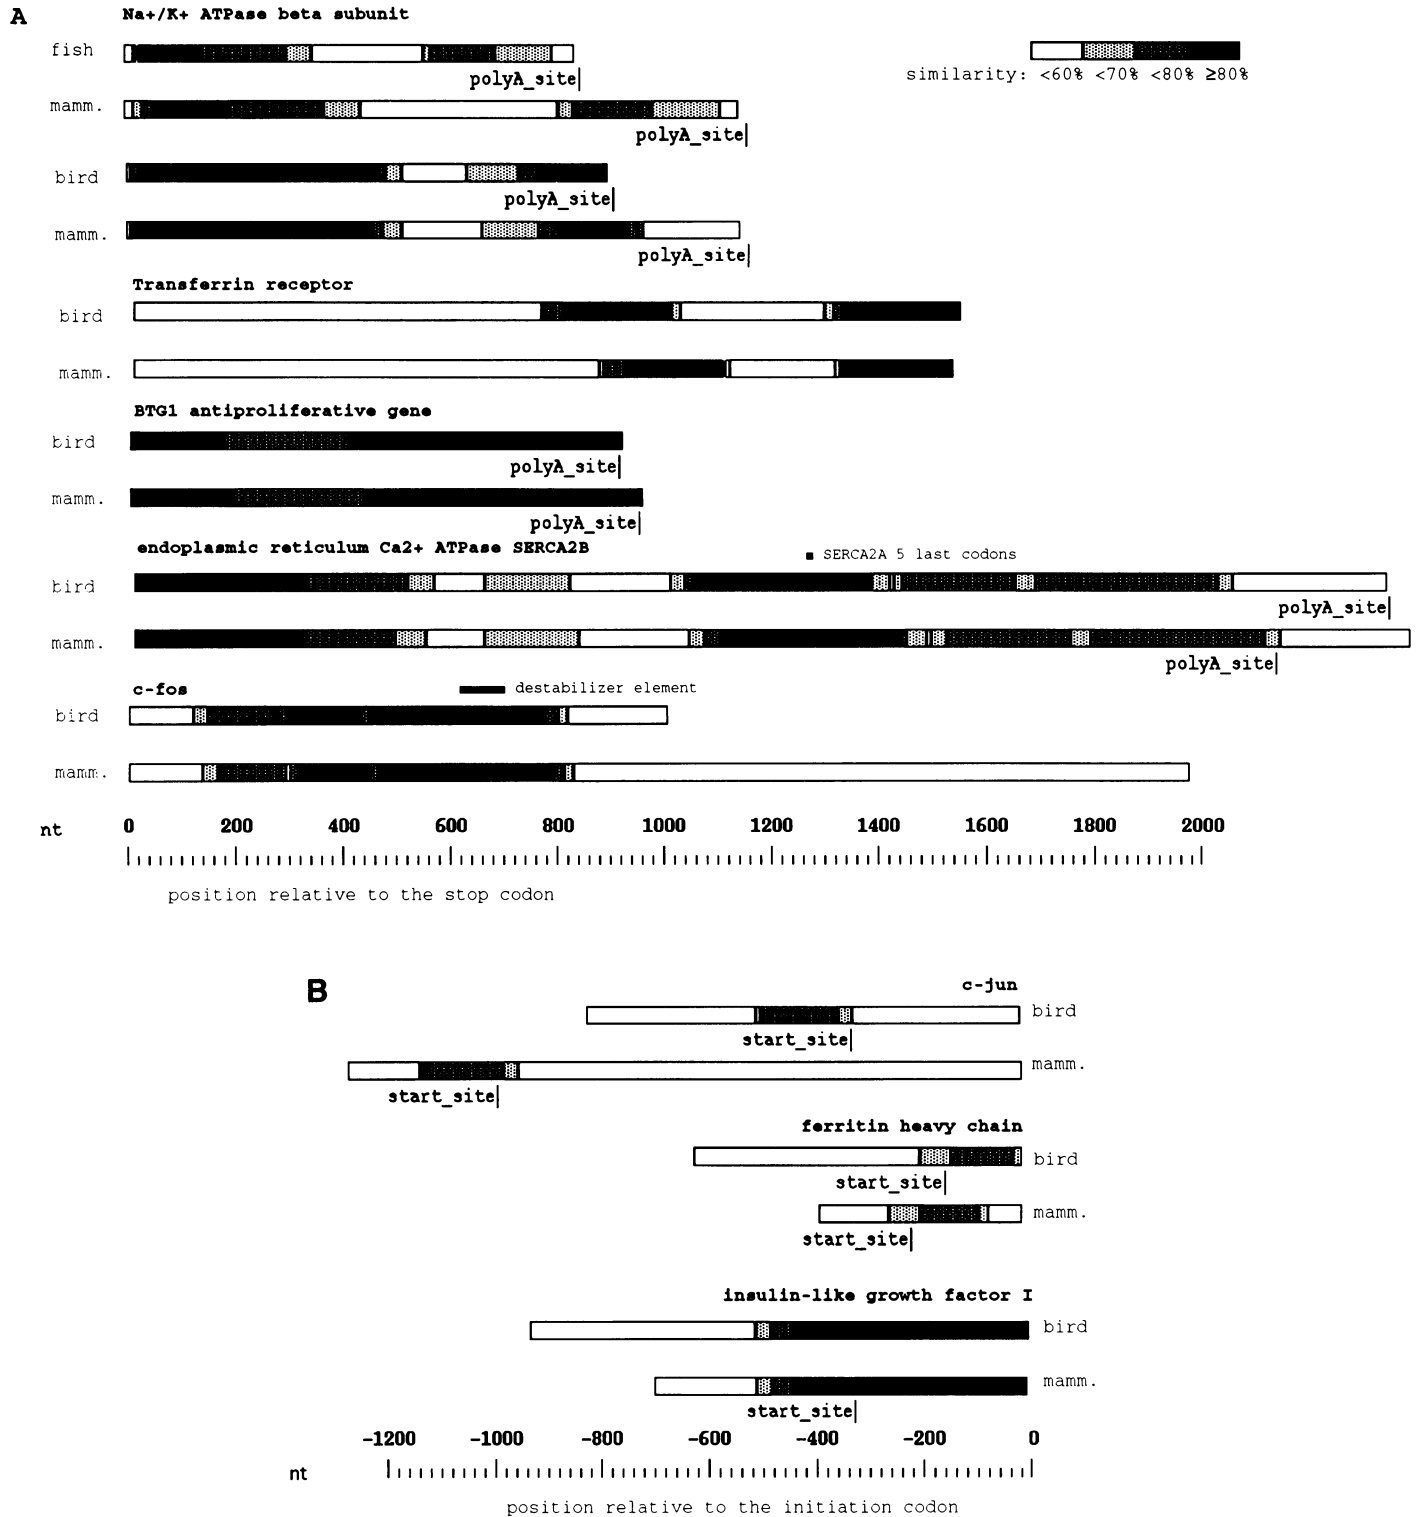 A
Na+/K+ ATPase beta subunit
fish
polyA_site
similarity: <60% <70% <80% ≥80%
mamm.
polyA_site
bird
polyA_site
mamm.
polyA_site
Transferrin receptor
bird
mamm.
BTG1 antiproliferative gene
bird
polyA_site
mamm.
polyA_site
endoplasmic reticulum Ca2+ ATPase SERCA2B
SERCA2A 5 last codons
bird
polyA_site
mamm.
polyA_site
c-fos
destabilizer element
bird
mamm.
nt 0 200 400 600 800 1000 1200 1400 1600 1800 2000
position relative to the stop codon
B
c-jun
bird
start_site
mamm.
start_site
ferritin heavy chain
bird
start_site
mamm.
start_site
insulin-like growth factor I
bird
mamm.
start_site
-1200 -1000 -800 -600 -400 -200 0
nt
position relative to the initiation codon